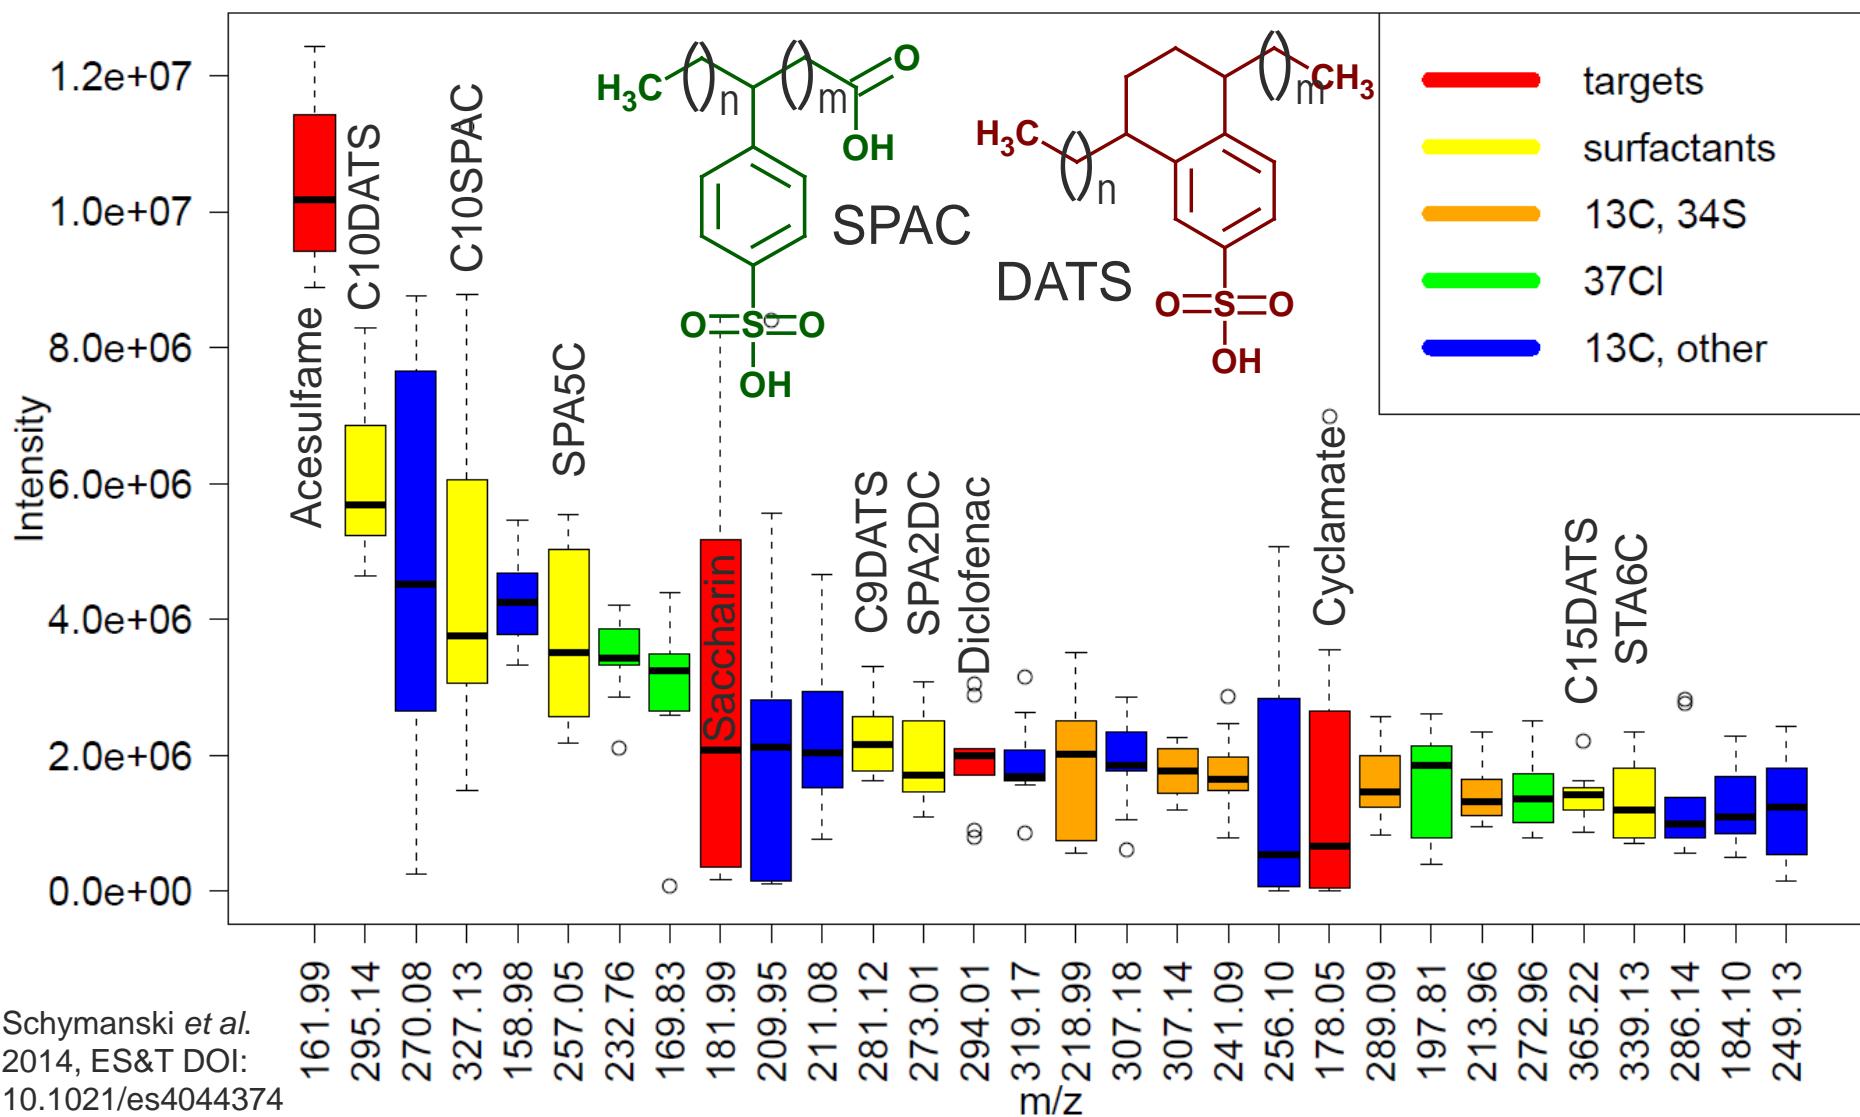 1.2e+07
1.0e+07
8.0e+06
6.0e+06
4.0e+06
2.0e+06
0.0e+00
Intensity
Acesulfame
C10DATS
C10SPAC
SPA5C
Saccharin
C9DATS
SPA2DC
Diclofenac
Cyclamate
C15DATS
STA6C
H3C
n
m
O
OH
O
S
O
OH
SPAC
H3C
n
m
CH3
O
S
O
OH
DATS
targets
surfactants
13C, 34S
37Cl
13C, other
161.99
295.14
270.08
327.13
158.98
257.05
232.76
169.83
181.99
209.95
211.08
281.12
273.01
294.01
319.17
218.99
307.18
307.14
241.09
256.10
178.05
289.09
197.81
213.96
272.96
365.22
339.13
286.14
184.10
249.13
m/z
Schymanski et al.
2014, ES&T DOI:
10.1021/es4044374